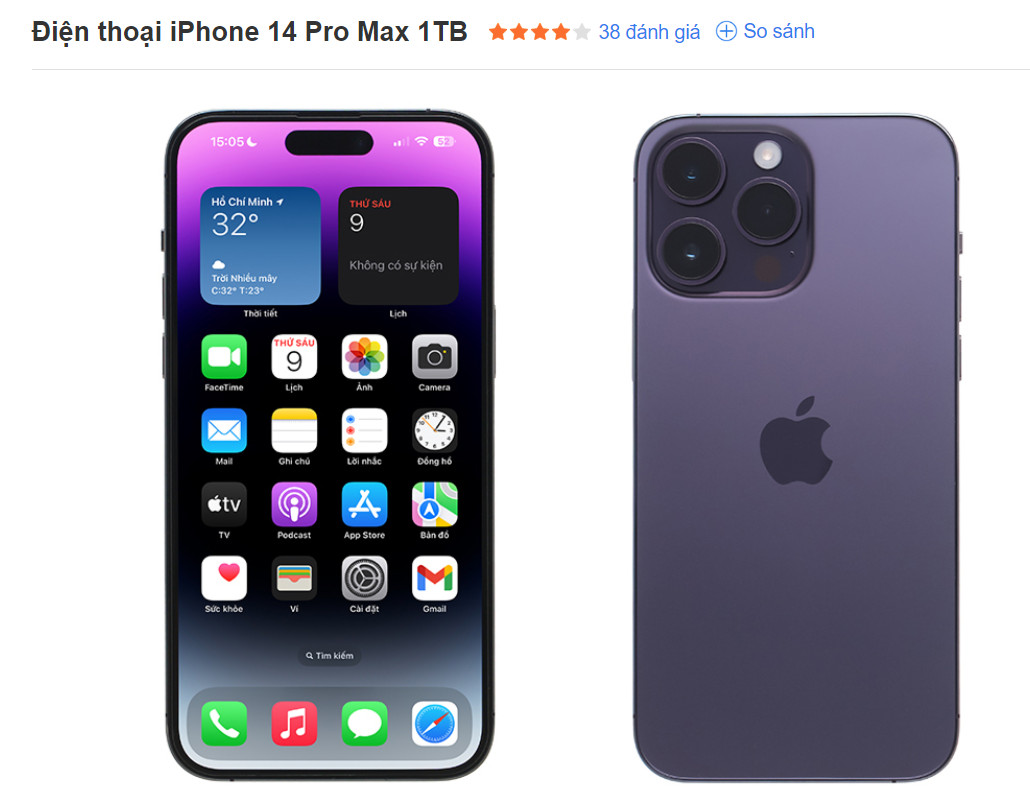 Điện thoại iPhone 14 Pro Max 1TB 38 đánh giá So sánh
15:05 52
Hồ Chí Minh
32°
Trời Nhiều mây
C:32° T:23°
Thời tiết
THỨ SÁU
9
Không có sự kiện
Lịch
THỨ SÁU
9
FaceTime Lịch Ảnh Camera
Mail Ghi chú Lời nhắc Đồng hồ
tv
TV Podcast App Store Bản đồ
Sức khỏe Ví Cài đặt Gmail
Tìm kiếm